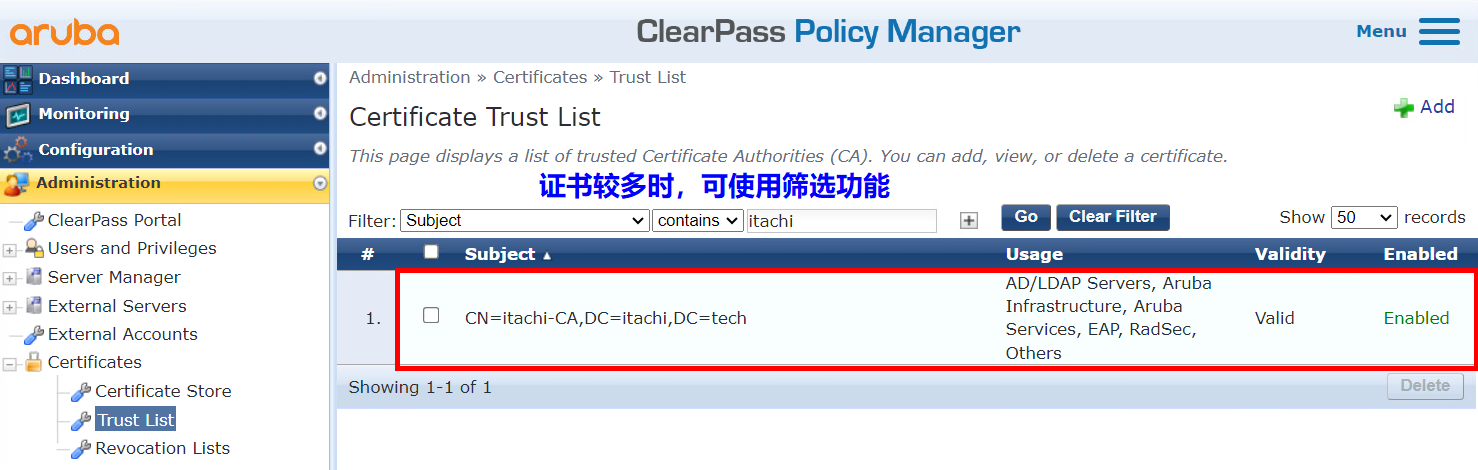 aruba
ClearPass Policy Manager
Menu
Dashboard
Monitoring
Configuration
Administration
ClearPass Portal
Users and Privileges
Server Manager
External Servers
External Accounts
Certificates
Certificate Store
Trust List
Revocation Lists
Administration » Certificates » Trust List
Certificate Trust List
Add
This page displays a list of trusted Certificate Authorities (CA). You can add, view, or delete a certificate.
证书较多时，可使用筛选功能
Filter: Subject contains itachi Go Clear Filter Show 50 records
# Subject Usage Validity Enabled
1. CN=itachi-CA,DC=itachi,DC=tech
AD/LDAP Servers, Aruba
Infrastructure, Aruba
Services, EAP, RadSec,
Others
Valid
Enabled
Showing 1-1 of 1
Delete